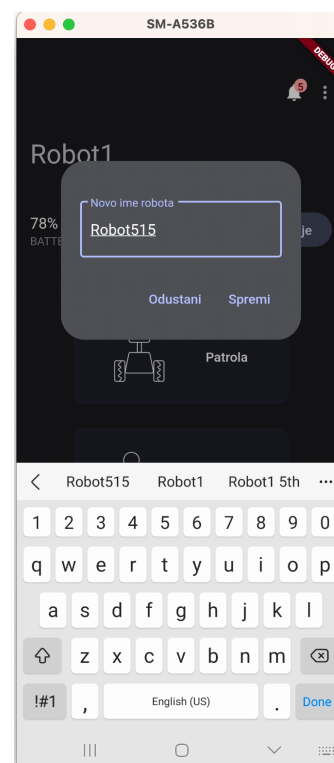 SM-A536B
DEBUG
5
Robot1
Novo ime robota
78%
Robot515
je
BATTE
Odustani Spremi
Patrola
Robot515 Robot1 Robot1 5th ...
1 2 3 4 5 6 7 8 9 0
q w e r t y u i o p
a s d f g h j k l
z x c v b n m
!#1 , English (US) . Done